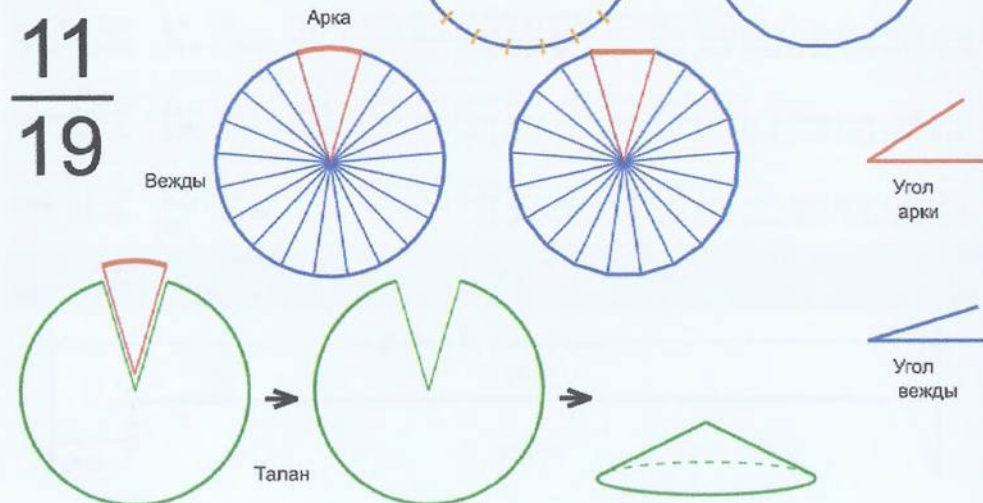 Арка
11
19
Вежды
Угол
арки
Угол
вежды
Талан